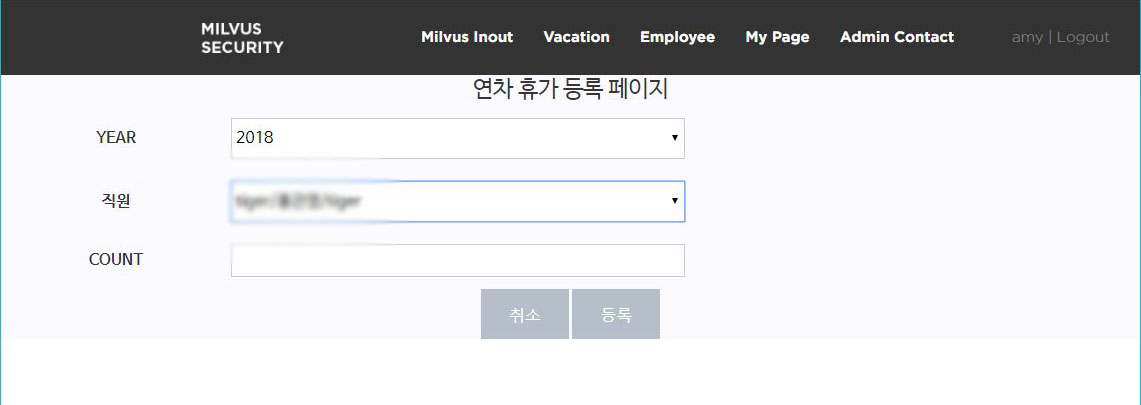 MILVUS
SECURITY
Milvus Inout Vacation Employee My Page Admin Contact amy | Logout
연차 휴가 등록 페이지
YEAR 2018
직원
COUNT
취소 등록